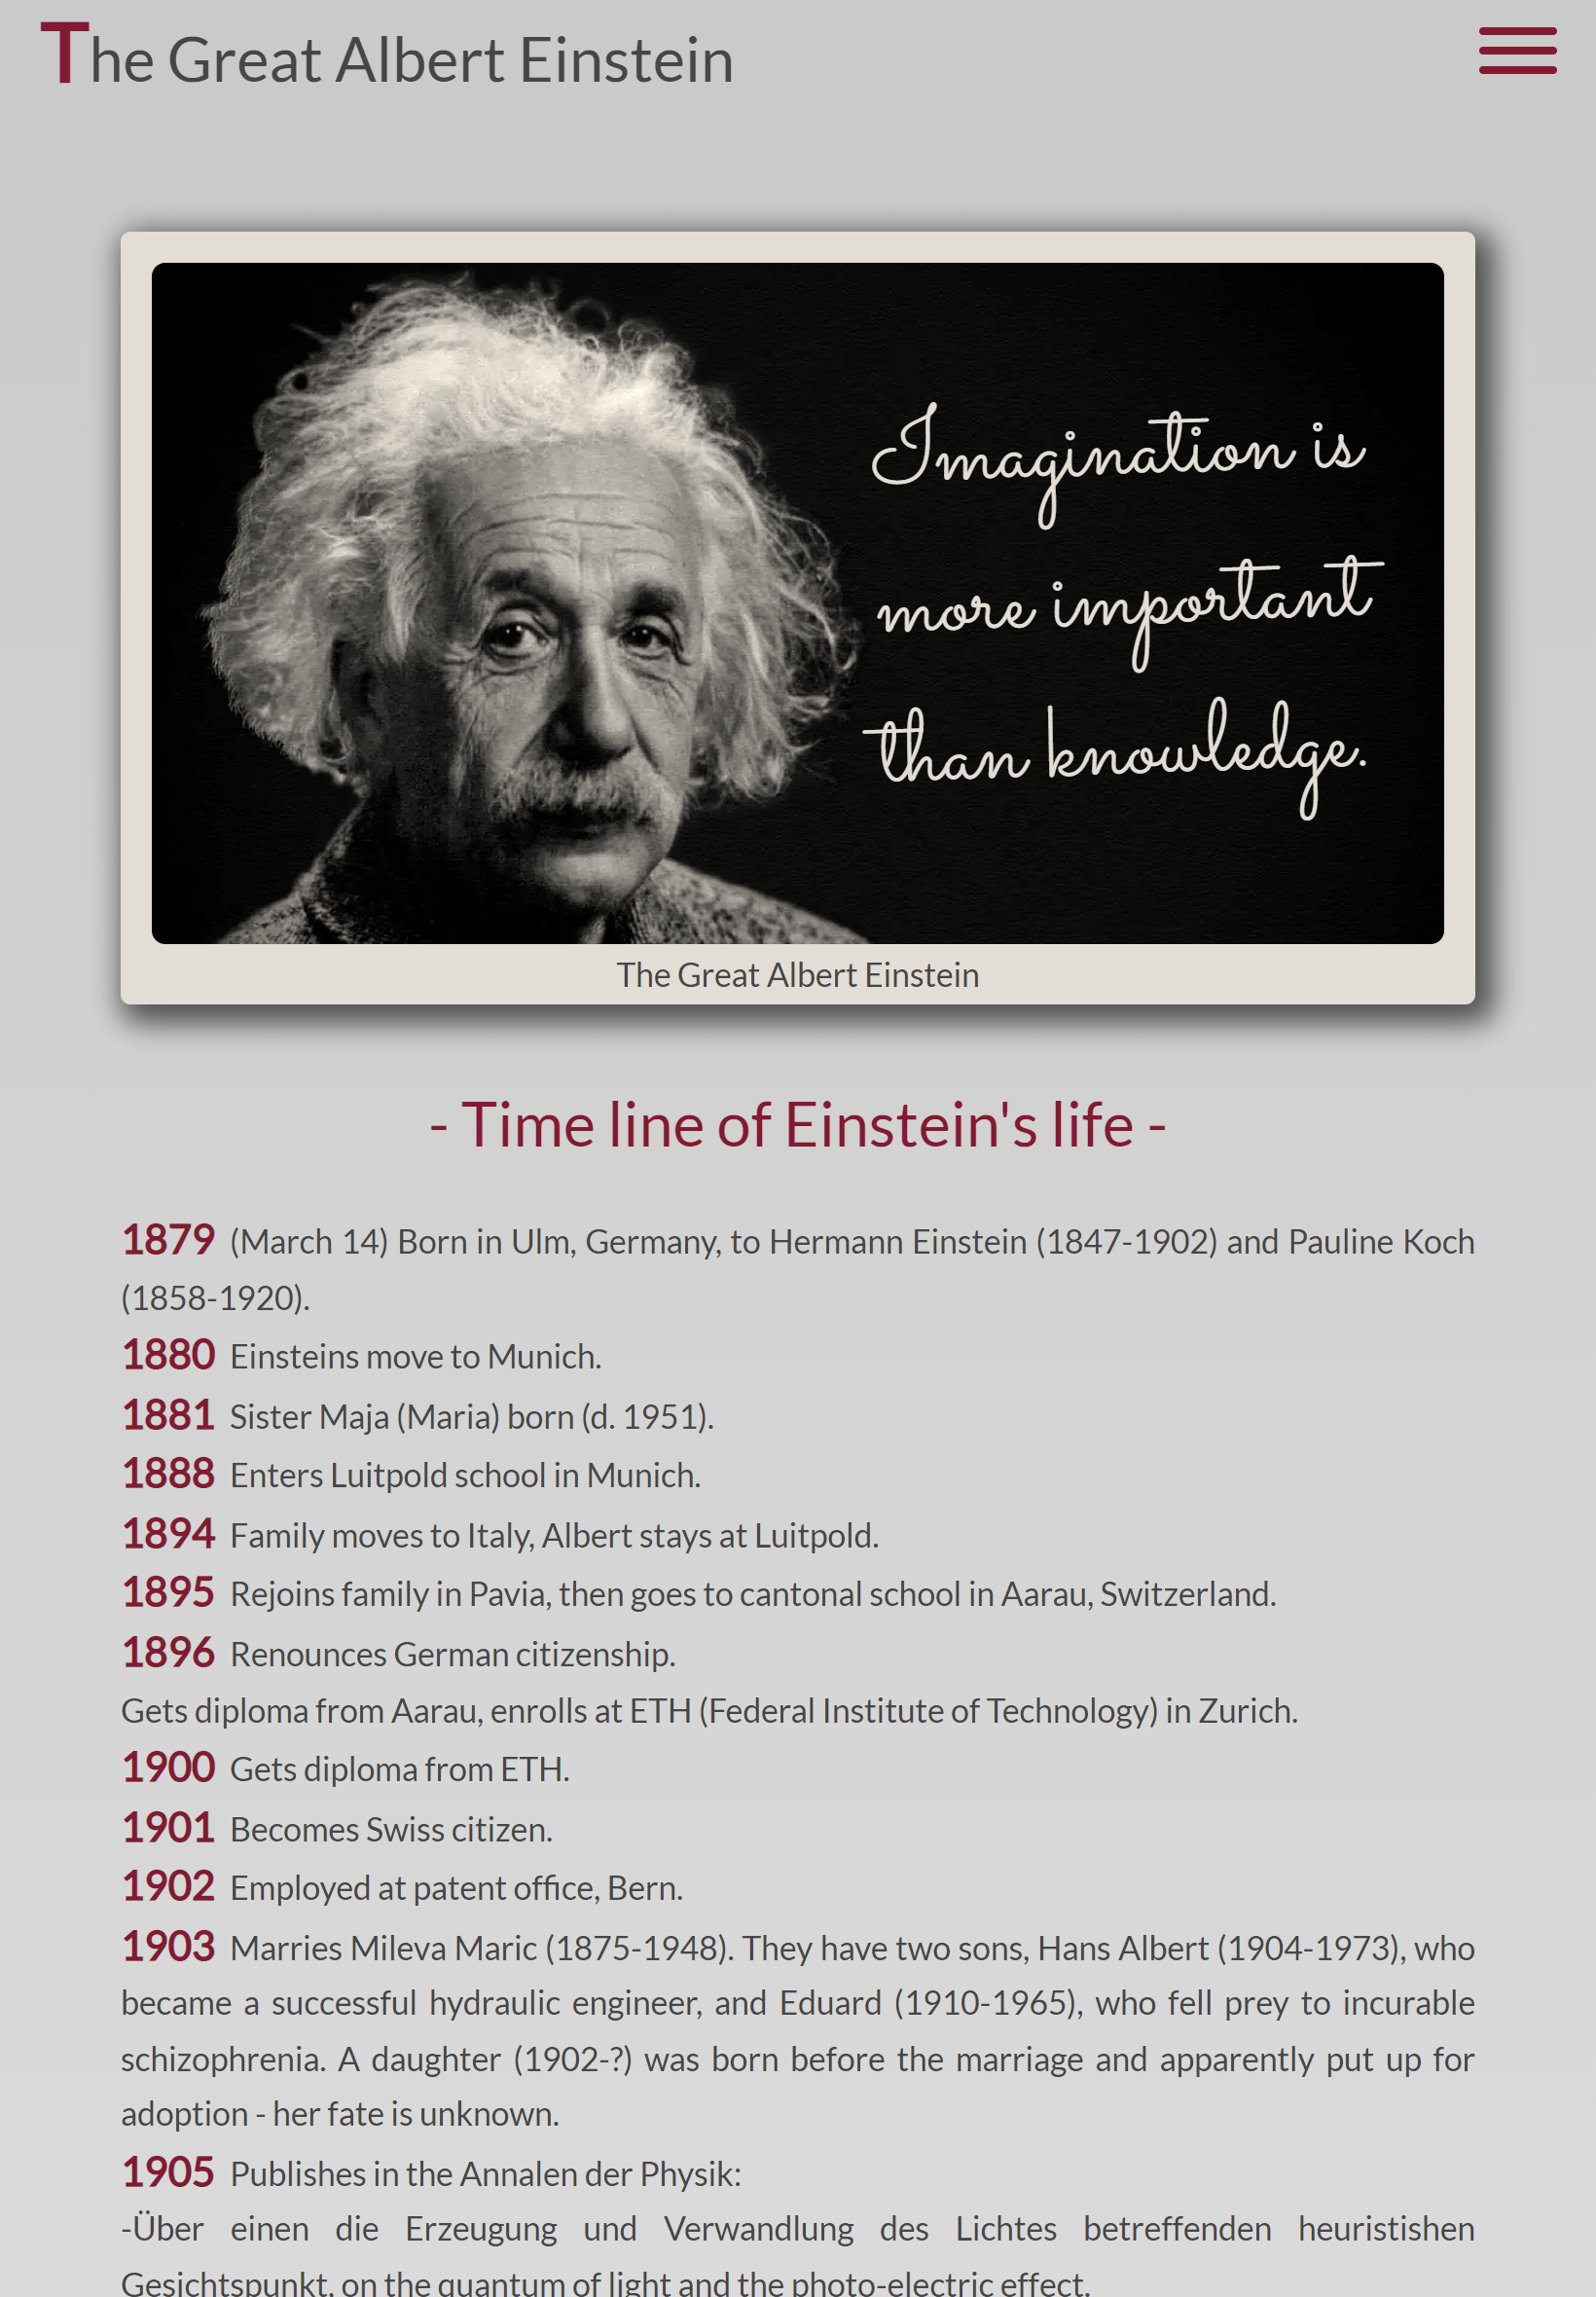 The Great Albert Einstein
Imagination is
more important
than knowledge.
The Great Albert Einstein
- Time line of Einstein's life -
1879 (March 14) Born in Ulm, Germany, to Hermann Einstein (1847-1902) and Pauline Koch
(1858-1920).
1880 Einsteins move to Munich.
1881 Sister Maja (Maria) born (d. 1951).
1888 Enters Luitpold school in Munich.
1894 Family moves to Italy, Albert stays at Luitpold.
1895 Rejoins family in Pavia, then goes to cantonal school in Aarau, Switzerland.
1896 Renounces German citizenship.
Gets diploma from Aarau, enrolls at ETH (Federal Institute of Technology) in Zurich.
1900 Gets diploma from ETH.
1901 Becomes Swiss citizen.
1902 Employed at patent office, Bern.
1903 Marries Mileva Maric (1875-1948). They have two sons, Hans Albert (1904-1973), who
became a successful hydraulic engineer, and Eduard (1910-1965), who fell prey to incurable
schizophrenia. A daughter (1902-?) was born before the marriage and apparently put up for
adoption - her fate is unknown.
1905 Publishes in the Annalen der Physik:
-Über einen die Erzeugung und Verwandlung des Lichtes betreffenden heuristishen
Gesichtspunkt, on the quantum of light and the photo-electric effect.